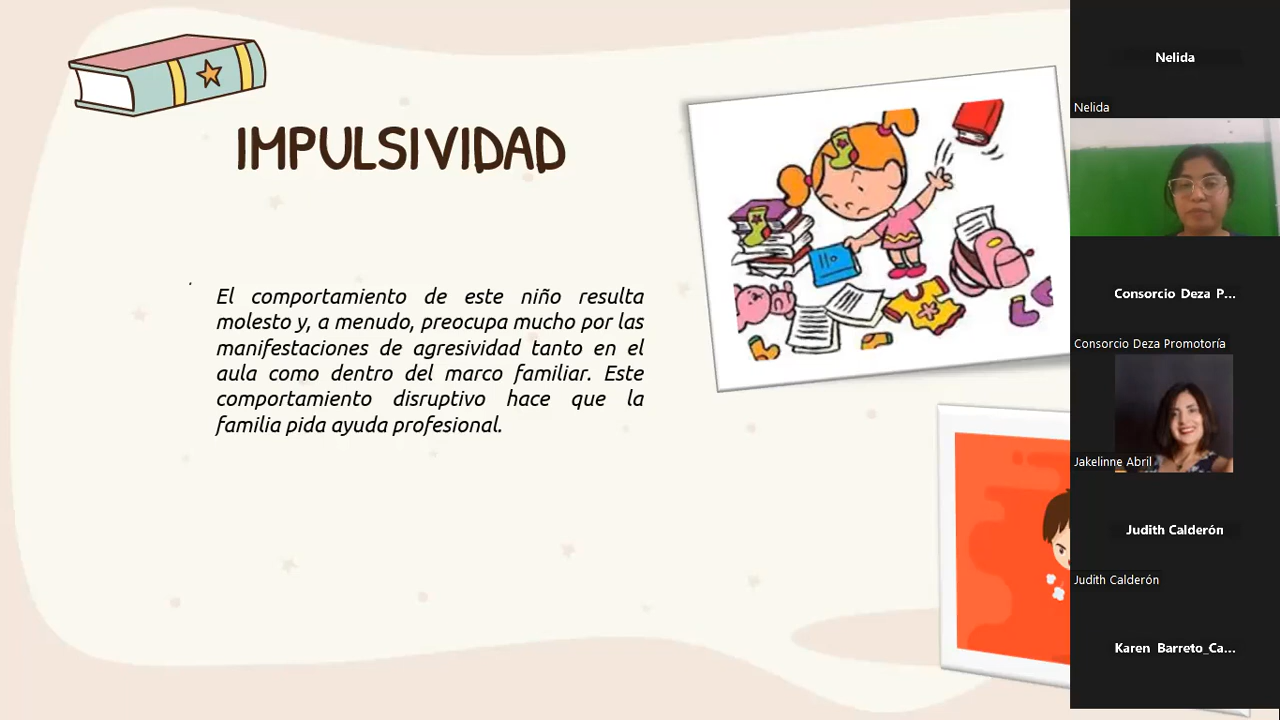 IMPULSIVIDAD
El comportamiento de este niño resulta
molesto y, a menudo, preocupa mucho por las
manifestaciones de agresividad tanto en el
aula como dentro del marco familiar. Este
comportamiento disruptivo hace que la
familia pida ayuda profesional.
Nelida
Nelida
Consorcio Deza P...
Consorcio Deza Promotoría
Jakelinne Abril
Judith Calderón
Judith Calderón
Karen Barreto_Ca...